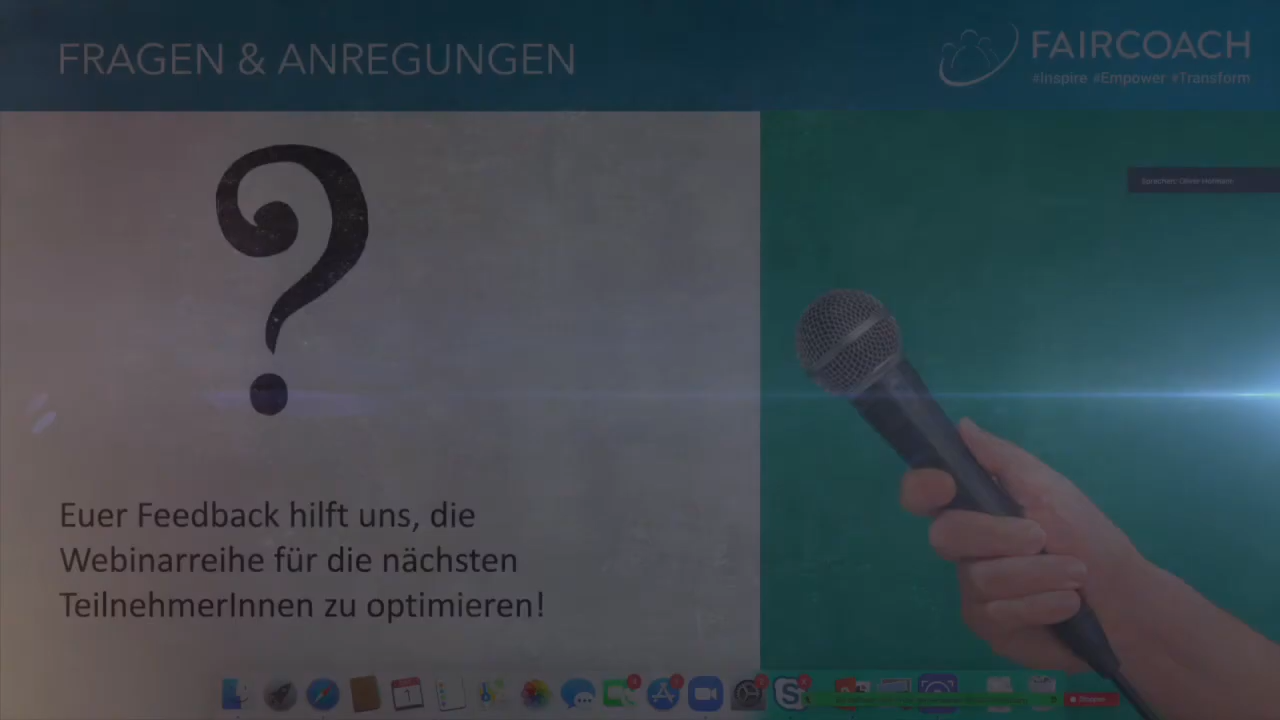 FRAGEN & ANREGUNGEN
FAIRCOACH
#Inspire #Empower #Transform
?
Euer Feedback hilft uns, die
Webinarreihe für die nächsten
TeilnehmerInnen zu optimieren!